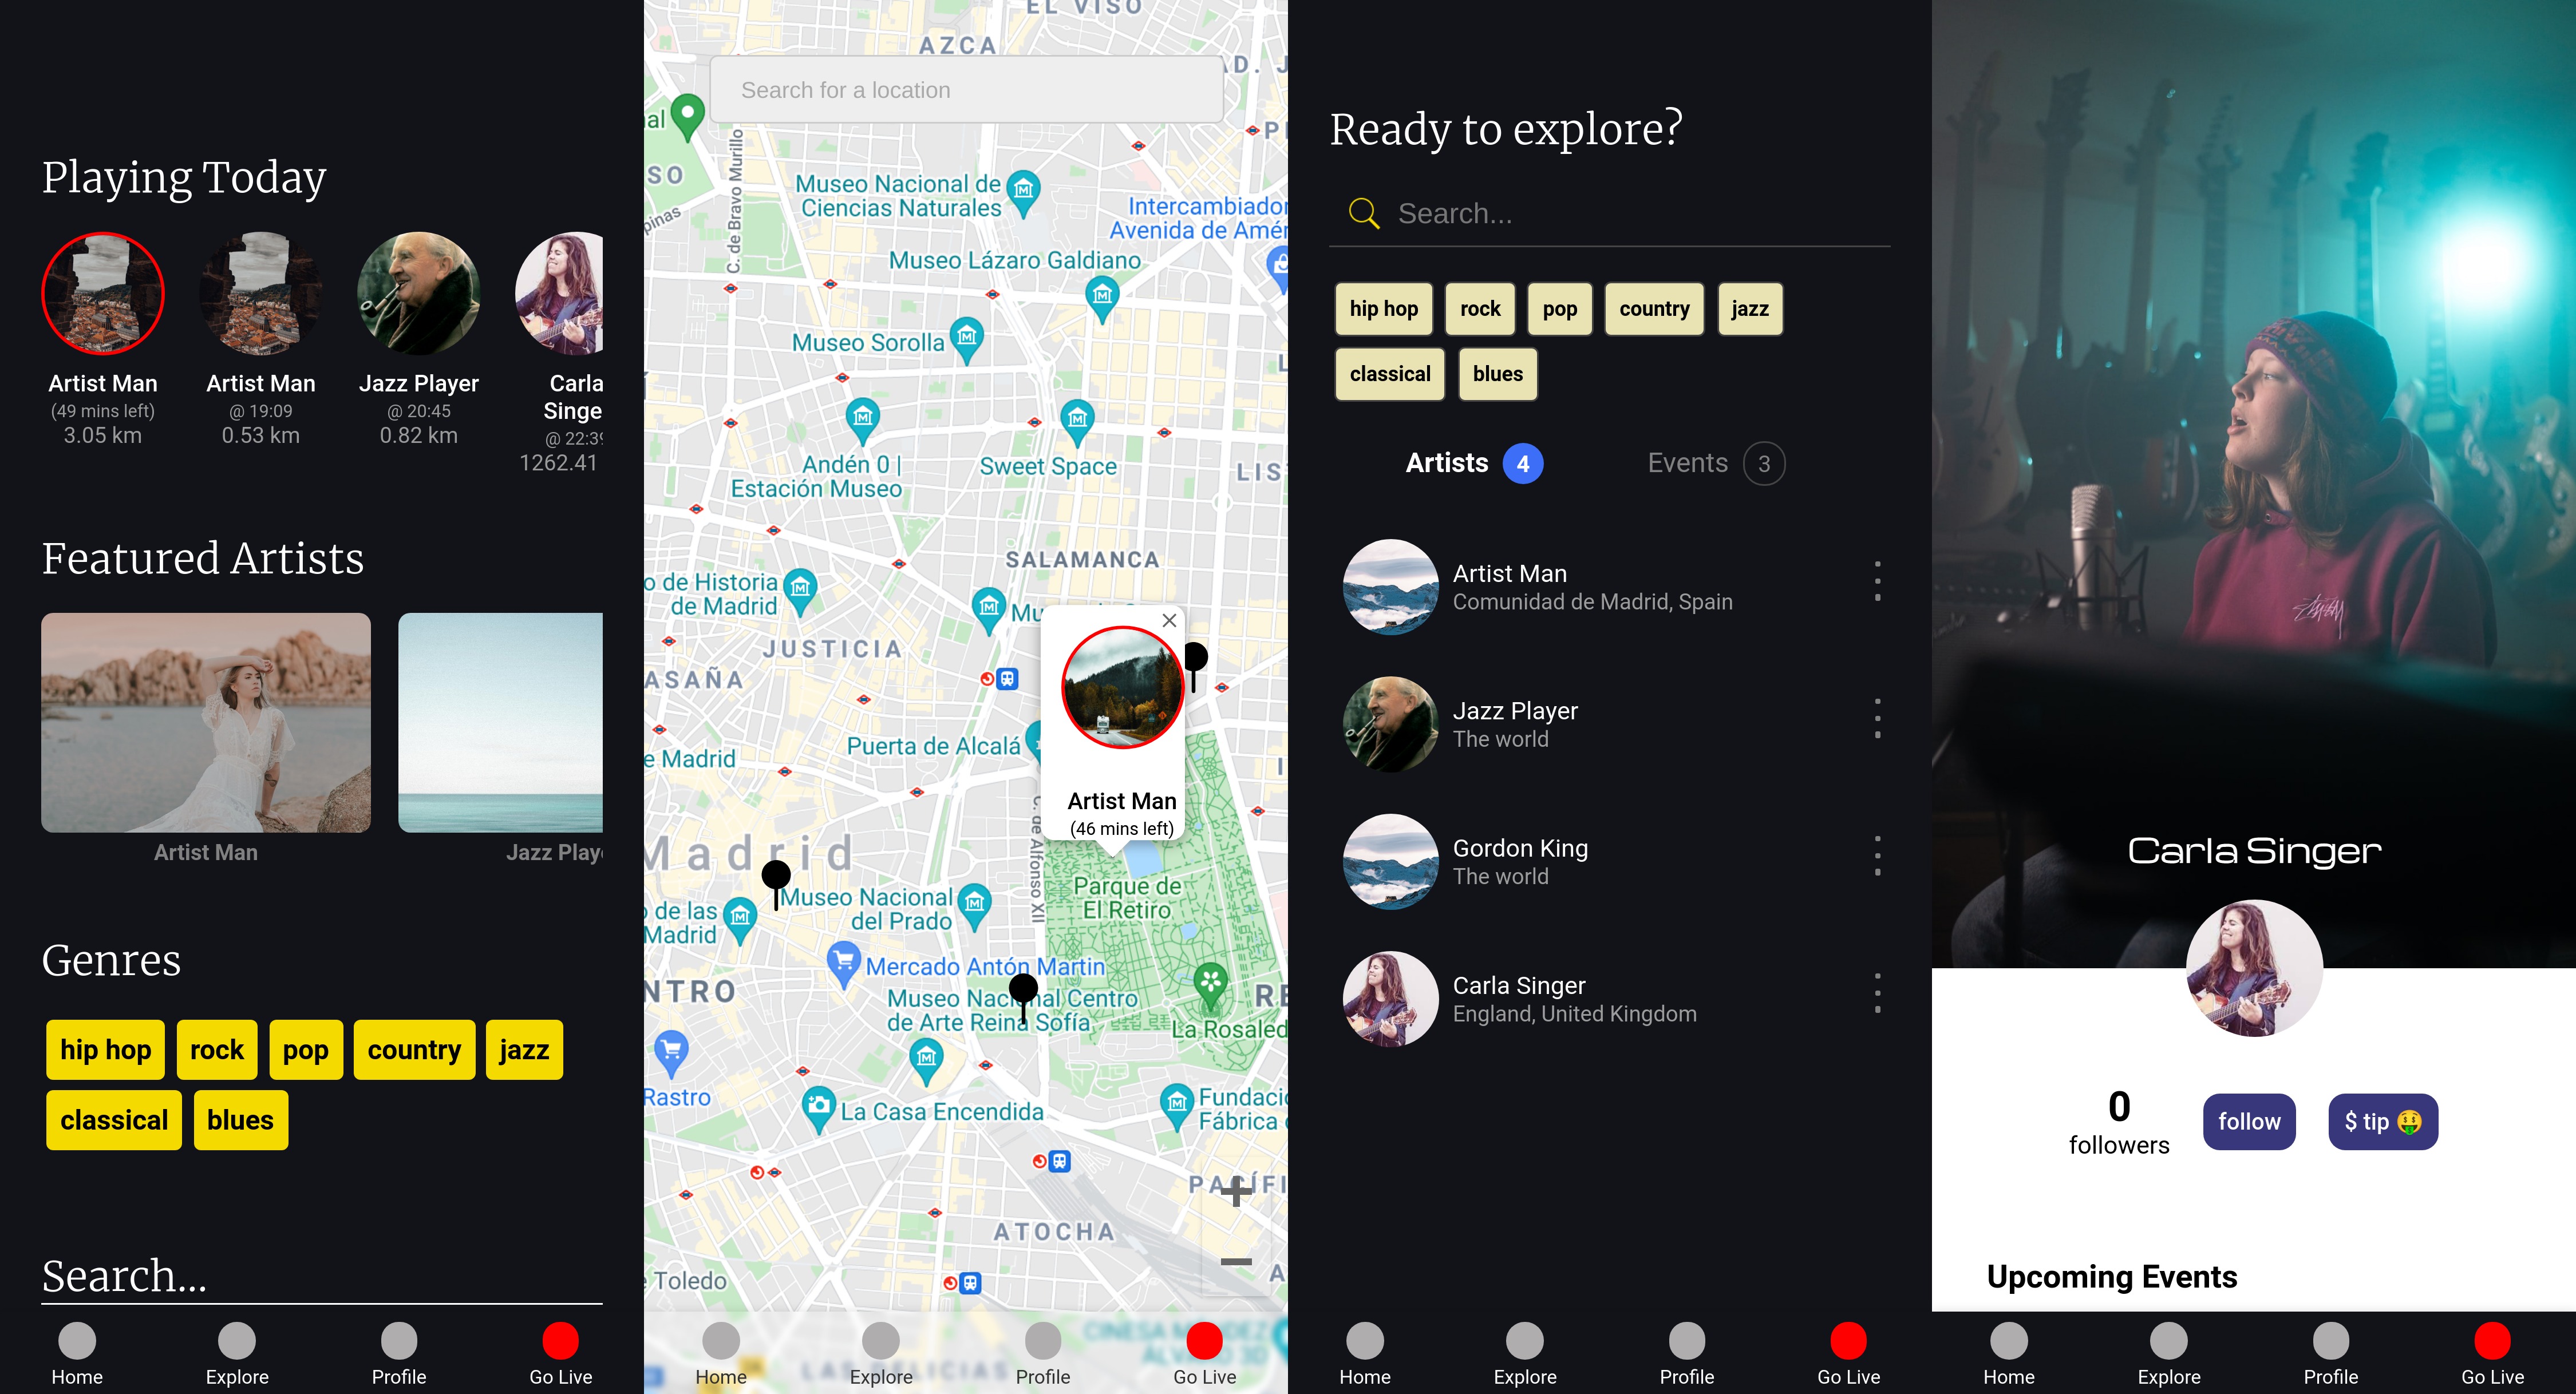 Playing Today
Artist Man
(49 mins left)
3.05 km
Artist Man
@ 19:09
0.53 km
Jazz Player
@ 20:45
0.82 km
Carla
Singe
@ 22:39
1262.41
Featured Artists
Artist Man
Jazz Play
Genres
hip hop
rock
pop
country
jazz
classical
blues
Search...
Home
Explore
Profile
Go Live
EL VISO
AZCA
AD. J
Search for a location
al
SO
C. de Bravo Murillo
pinas
Museo Nacional de
Ciencias Naturales
Intercambiador
Avenida de Amér
Museo Lázaro Galdiano
Museo Sorolla
Andén 0 |
Estación Museo
Sweet Space
LIS
SALAMANCA
o de Historia
de Madrid
Mu
JUSTICIA
ASAÑA
Puerta de Alcalá
e Madrid
Artist Man
(46 mins left)
C. de Alfonso XII
Madrid
Museo Nacional
del Prado
Parque de
El Retiro
o de las
Madrid
Mercado Antón Martin
NTRO
Museo Nacional Centro
de Arte Reina Sofía
RE
La Rosaled
Rastro
La Casa Encendida
Fundació
Fábrica
PACÍFI
+
ATOCHA
−
Toledo
LAS DELICIAS
Home
Explore
Profile
Go Live
Ready to explore?
Search...
hip hop
rock
pop
country
jazz
classical
blues
Artists 4
Events 3
Artist Man
Comunidad de Madrid, Spain
Jazz Player
The world
Gordon King
The world
Carla Singer
England, United Kingdom
Home
Explore
Profile
Go Live
Carla Singer
0
followers
follow
$ tip 🤑
Upcoming Events
Home
Explore
Profile
Go Live